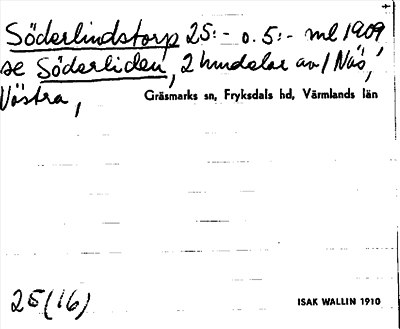 Söderlindstorp 25:- o. 5:- ml 1909,
se Söderliden, 2 hundelar av 1 Näs,
Västra,
Gräsmarks sn, Fryksdals hd, Värmlands län
25(16)
ISAK WALLIN 1910